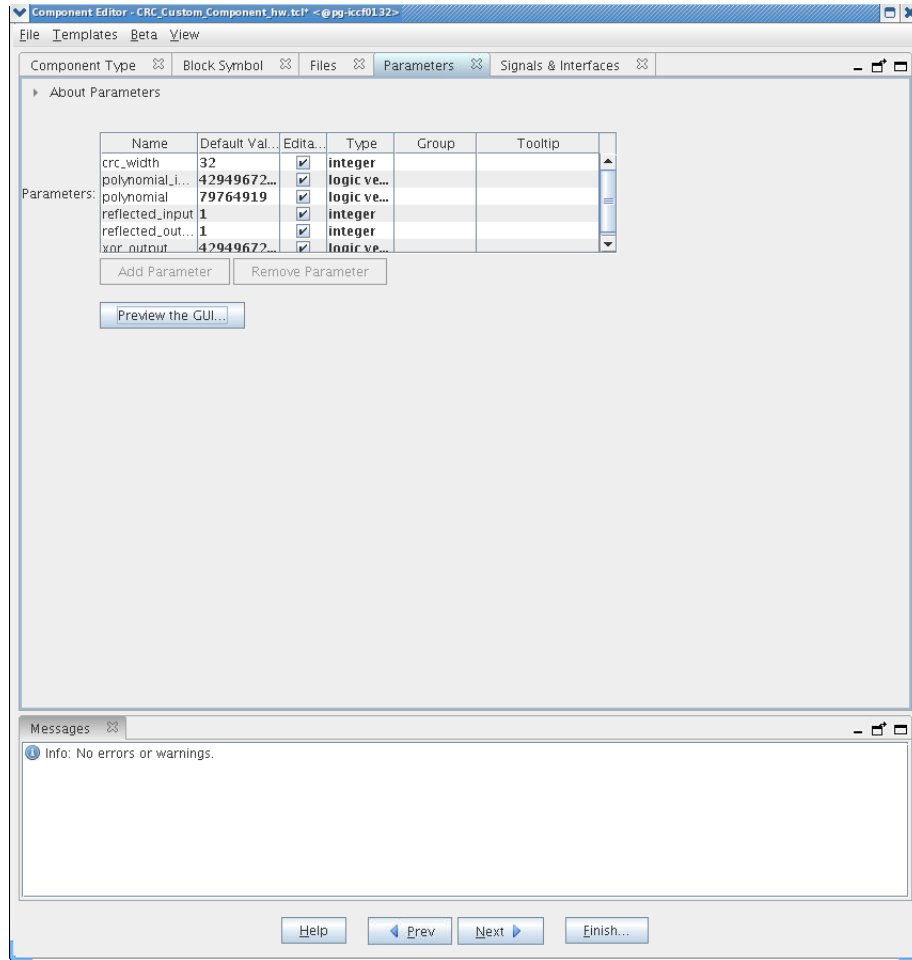 Component Editor - CRC_Custom_Component_hw.tcl* <@pg-iccf0132>
File Templates Beta View
Component Type Block Symbol Files Parameters Signals & Interfaces
About Parameters
Name Default Val... Edita... Type Group Tooltip
crc_width 32 integer
polynomial_i... 42949672... logic ve...
Parameters: polynomial 79764919 logic ve...
reflected_input 1 integer
reflected_out... 1 integer
xor_output 42949672... logic ve...
Add Parameter Remove Parameter
Preview the GUI...
Messages
Info: No errors or warnings.
Help Prev Next Finish...